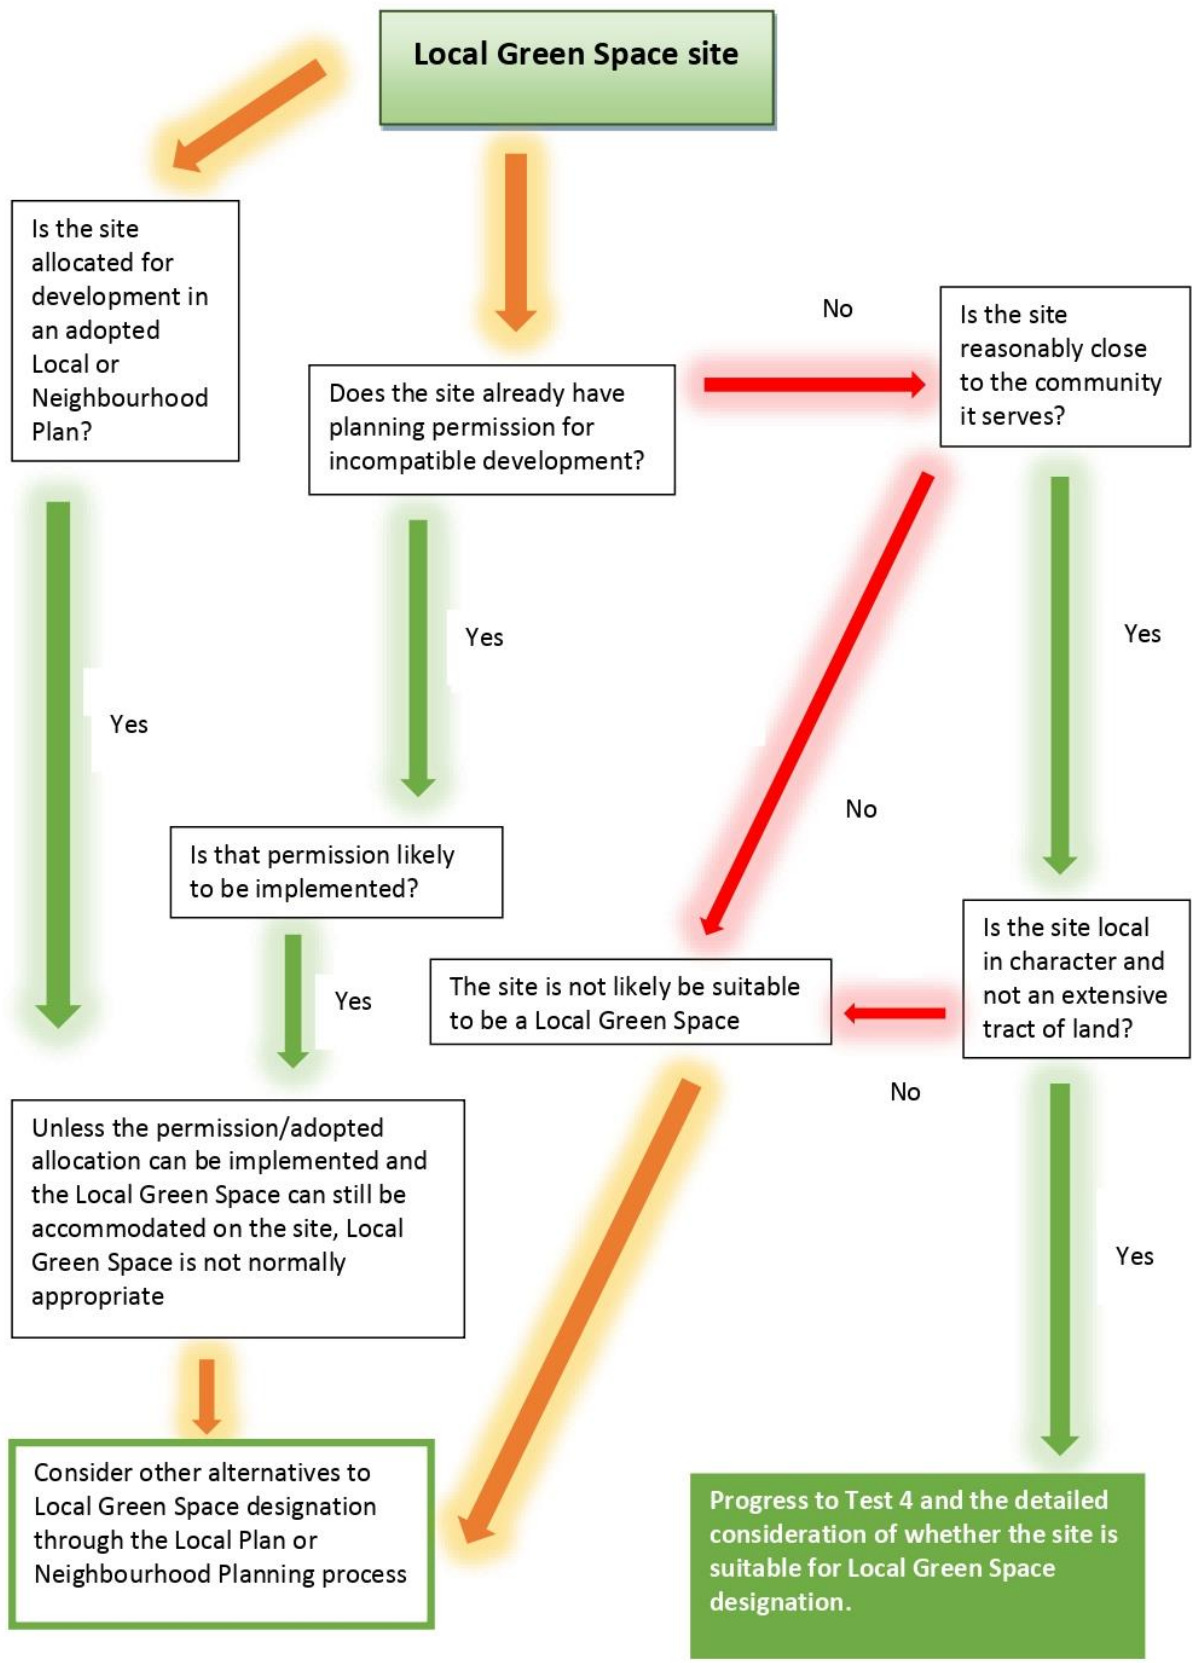 Local Green Space site
Is the site
allocated for
development in
an adopted
Local or
Neighbourhood
Plan?
Does the site already have
planning permission for
incompatible development?
No
Is the site
reasonably close
to the community
it serves?
Yes
Yes
Yes
No
Is that permission likely
to be implemented?
Yes
The site is not likely be suitable
to be a Local Green Space
Is the site local
in character and
not an extensive
tract of land?
No
Unless the permission/adopted
allocation can be implemented and
the Local Green Space can still be
accommodated on the site, Local
Green Space is not normally
appropriate
Yes
Consider other alternatives to
Local Green Space designation
through the Local Plan or
Neighbourhood Planning process
Progress to Test 4 and the detailed
consideration of whether the site is
suitable for Local Green Space
designation.